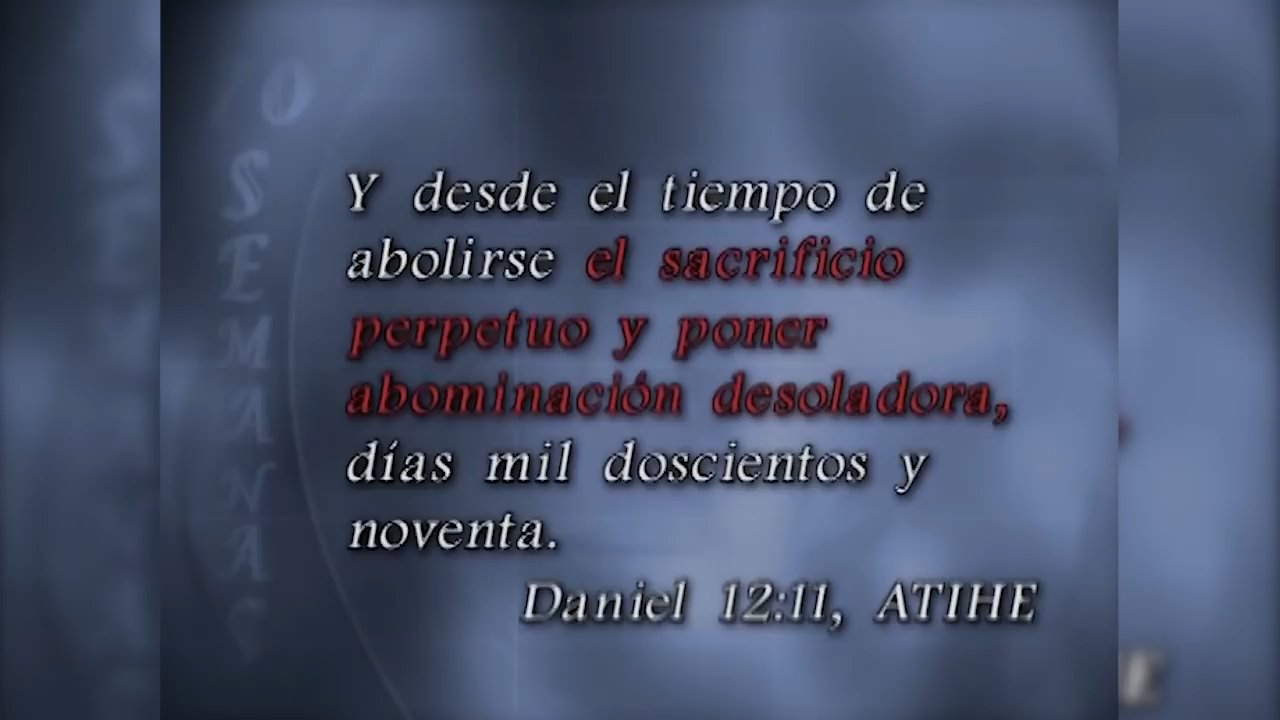 Y desde el tiempo de
abolirse el sacrificio
perpetuo y poner
abominación desoladora,
días mil doscientos y
noventa.
Daniel 12:11, ATIHE
O
SEMANAS